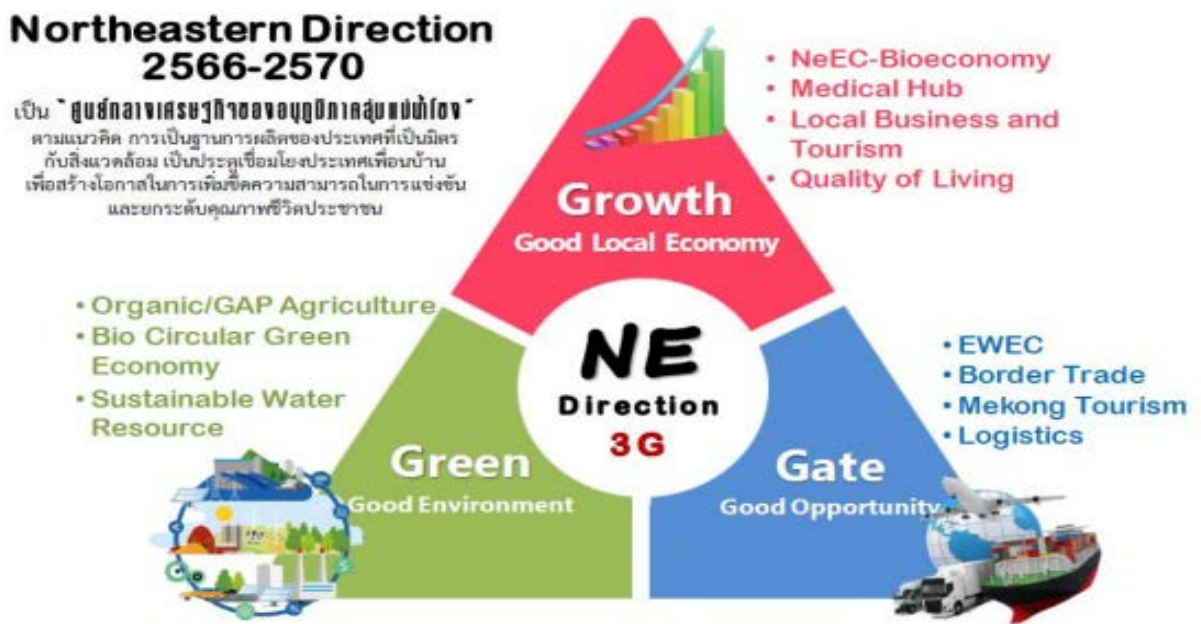 Northeastern Direction
2566-2570
เป็น "ศูนย์กลางเศรษฐกิจของอนุภูมิภาคลุ่มแม่น้ำโขง"
ตามแนวคิด การเป็นฐานการผลิตของประเทศที่เป็นมิตร
กับสิ่งแวดล้อม เป็นประตูเชื่อมโยงประเทศเพื่อนบ้าน
เพื่อสร้างโอกาสในการเพิ่มขีดความสามารถในการแข่งขัน
และยกระดับคุณภาพชีวิตประชาชน
• NeEC-Bioeconomy
• Medical Hub
• Local Business and
Tourism
• Quality of Living
Growth
Good Local Economy
• Organic/GAP Agriculture
• Bio Circular Green
Economy
• Sustainable Water
Resource
NE
Direction
3G
• EWEC
• Border Trade
• Mekong Tourism
• Logistics
Green
Good Environment
Gate
Good Opportunity